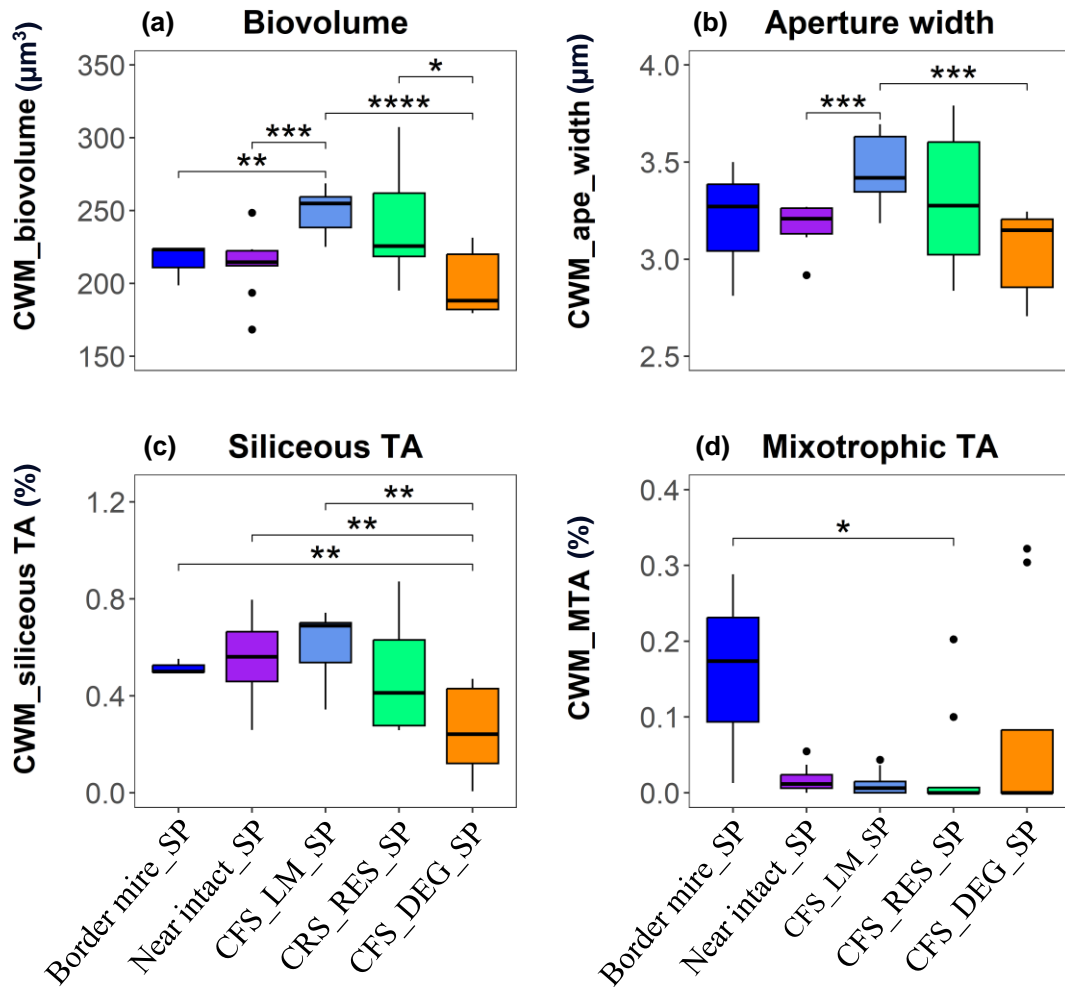 (a) Biovolume
CWM_biovolume (µm³)
350
300
250
200
150
*
****
***
**
(b) Aperture width
CWM_ape_width (µm)
4.0
3.5
3.0
2.5
***
***
(c) Siliceous TA
CWM_siliceous TA (%)
1.2
0.8
0.4
0.0
**
**
**
Border mire_SP
Near intact_SP
CFS_LM_SP
CRS_RES_SP
CFS_DEG_SP
(d) Mixotrophic TA
CWM_MTA (%)
0.4
0.3
0.2
0.1
0.0
*
Border mire_SP
Near intact_SP
CFS_LM_SP
CFS_RES_SP
CFS_DEG_SP